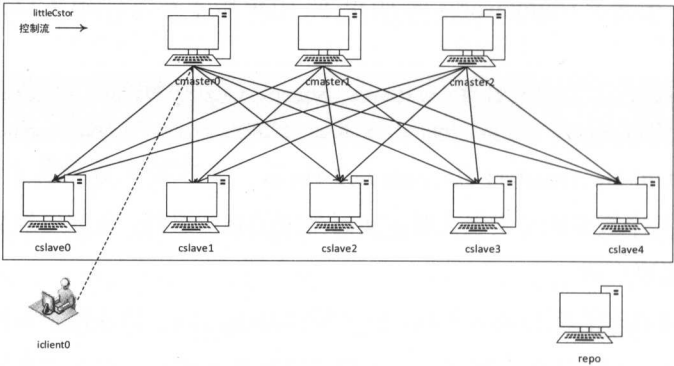 littleCstor
控制流
cmaster0
cmaster1
cmaster2
cslave0
cslave1
cslave2
cslave3
cslave4
iclient0
repo